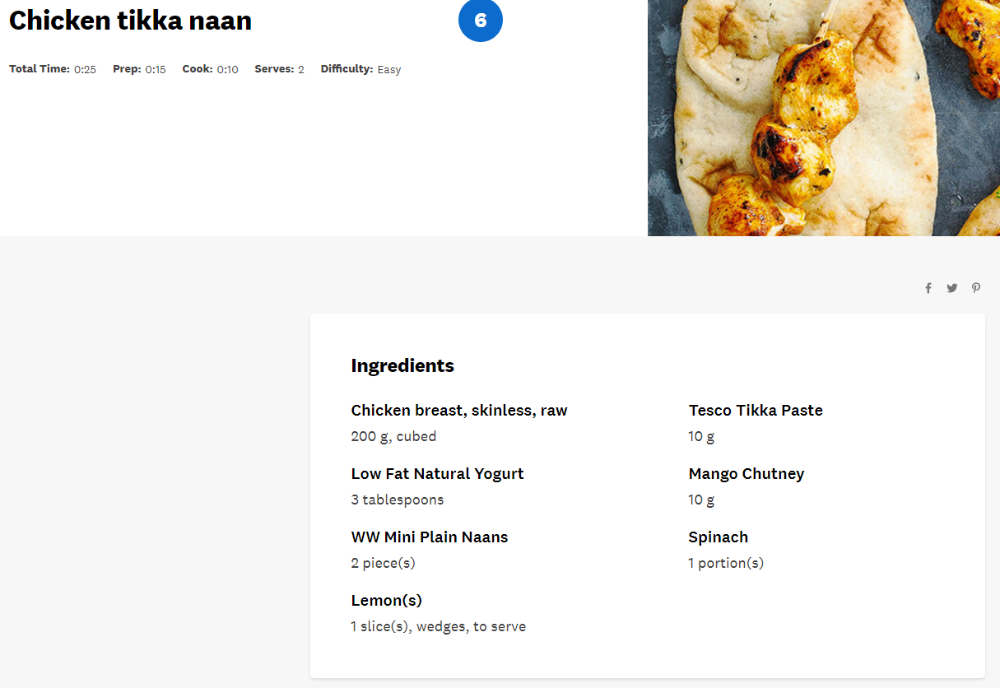 Chicken tikka naan
6
Total Time: 0:25 Prep: 0:15 Cook: 0:10 Serves: 2 Difficulty: Easy
Ingredients
Chicken breast, skinless, raw
200 g, cubed
Tesco Tikka Paste
10 g
Low Fat Natural Yogurt
3 tablespoons
Mango Chutney
10 g
WW Mini Plain Naans
2 piece(s)
Spinach
1 portion(s)
Lemon(s)
1 slice(s), wedges, to serve